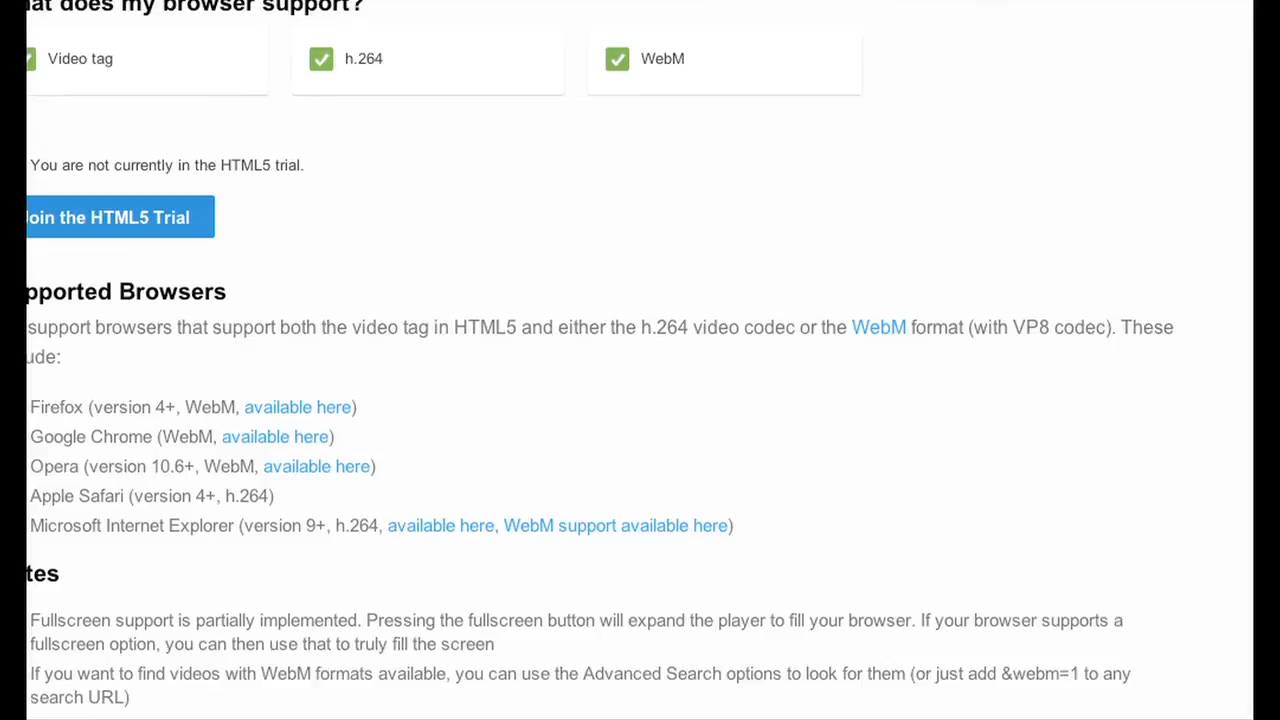 at does my browser support?
Video tag
h.264
WebM
You are not currently in the HTML5 trial.
Join the HTML5 Trial
pported Browsers
support browsers that support both the video tag in HTML5 and either the h.264 video codec or the WebM format (with VP8 codec). These
ude:
Firefox (version 4+, WebM, available here)
Google Chrome (WebM, available here)
Opera (version 10.6+, WebM, available here)
Apple Safari (version 4+, h.264)
Microsoft Internet Explorer (version 9+, h.264, available here, WebM support available here)
tes
Fullscreen support is partially implemented. Pressing the fullscreen button will expand the player to fill your browser. If your browser supports a
fullscreen option, you can then use that to truly fill the screen
If you want to find videos with WebM formats available, you can use the Advanced Search options to look for them (or just add &webm=1 to any
search URL)